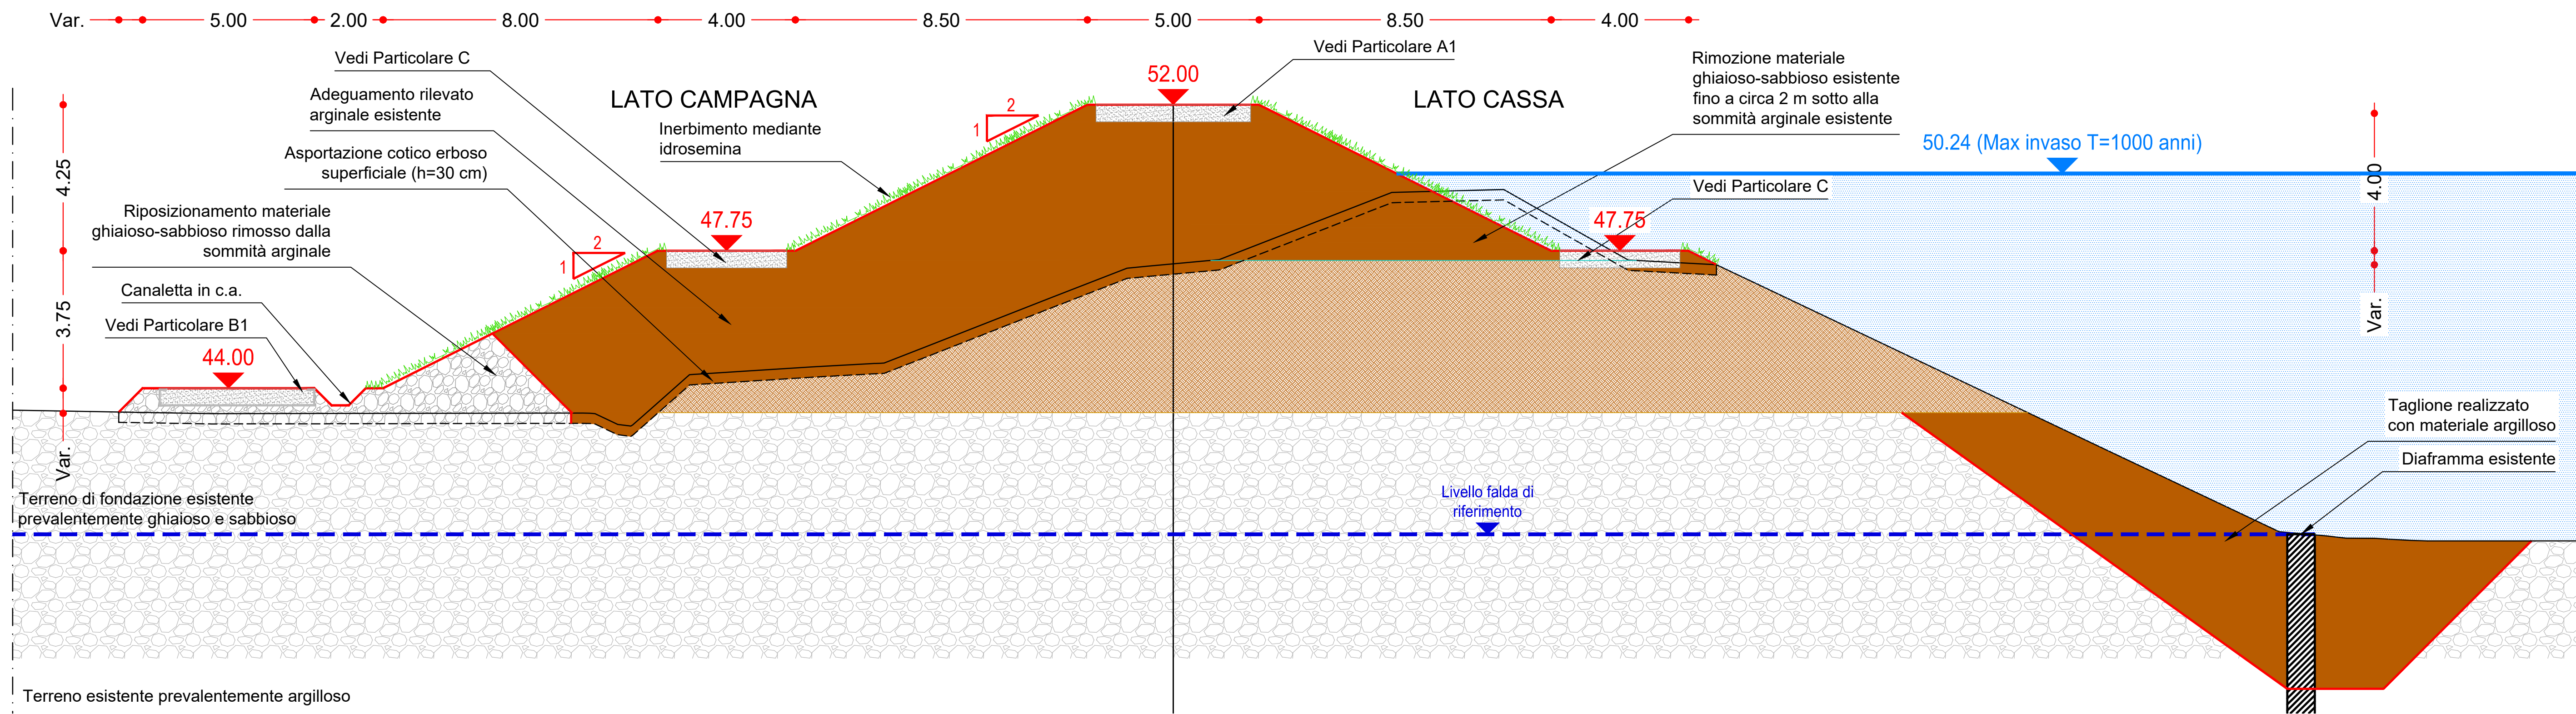 Var.
5.00
2.00
8.00
4.00
8.50
5.00
8.50
4.00
Vedi Particolare C
Adeguamento rilevato
arginale esistente
Asportazione cotico erboso
superficiale (h=30 cm)
Riposizionamento materiale
ghiaioso-sabbioso rimosso dalla
sommità arginale
Canaletta in c.a.
Vedi Particolare B1
44.00
4.25
3.75
Var.
LATO CAMPAGNA
Inerbimento mediante
idrosemina
2
1
2
1
47.75
52.00
Vedi Particolare A1
LATO CASSA
Rimozione materiale
ghiaioso-sabbioso esistente
fino a circa 2 m sotto alla
sommità arginale esistente
50.24 (Max invaso T=1000 anni)
Vedi Particolare C
47.75
4.00
Var.
Taglione realizzato
con materiale argilloso
Diaframma esistente
Livello falda di
riferimento
Terreno di fondazione esistente
prevalentemente ghiaioso e sabbioso
Terreno esistente prevalentemente argilloso